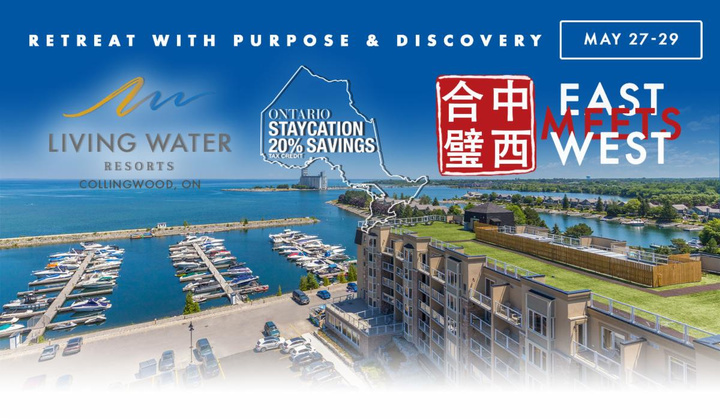 RETREAT WITH PURPOSE & DISCOVERY
MAY 27-29
LIVING WATER
RESORTS
COLLINGWOOD, ON
ONTARIO
STAYCATION
20% SAVINGS
TAX CREDIT
中西
合璧
EAST
MEETS
WEST